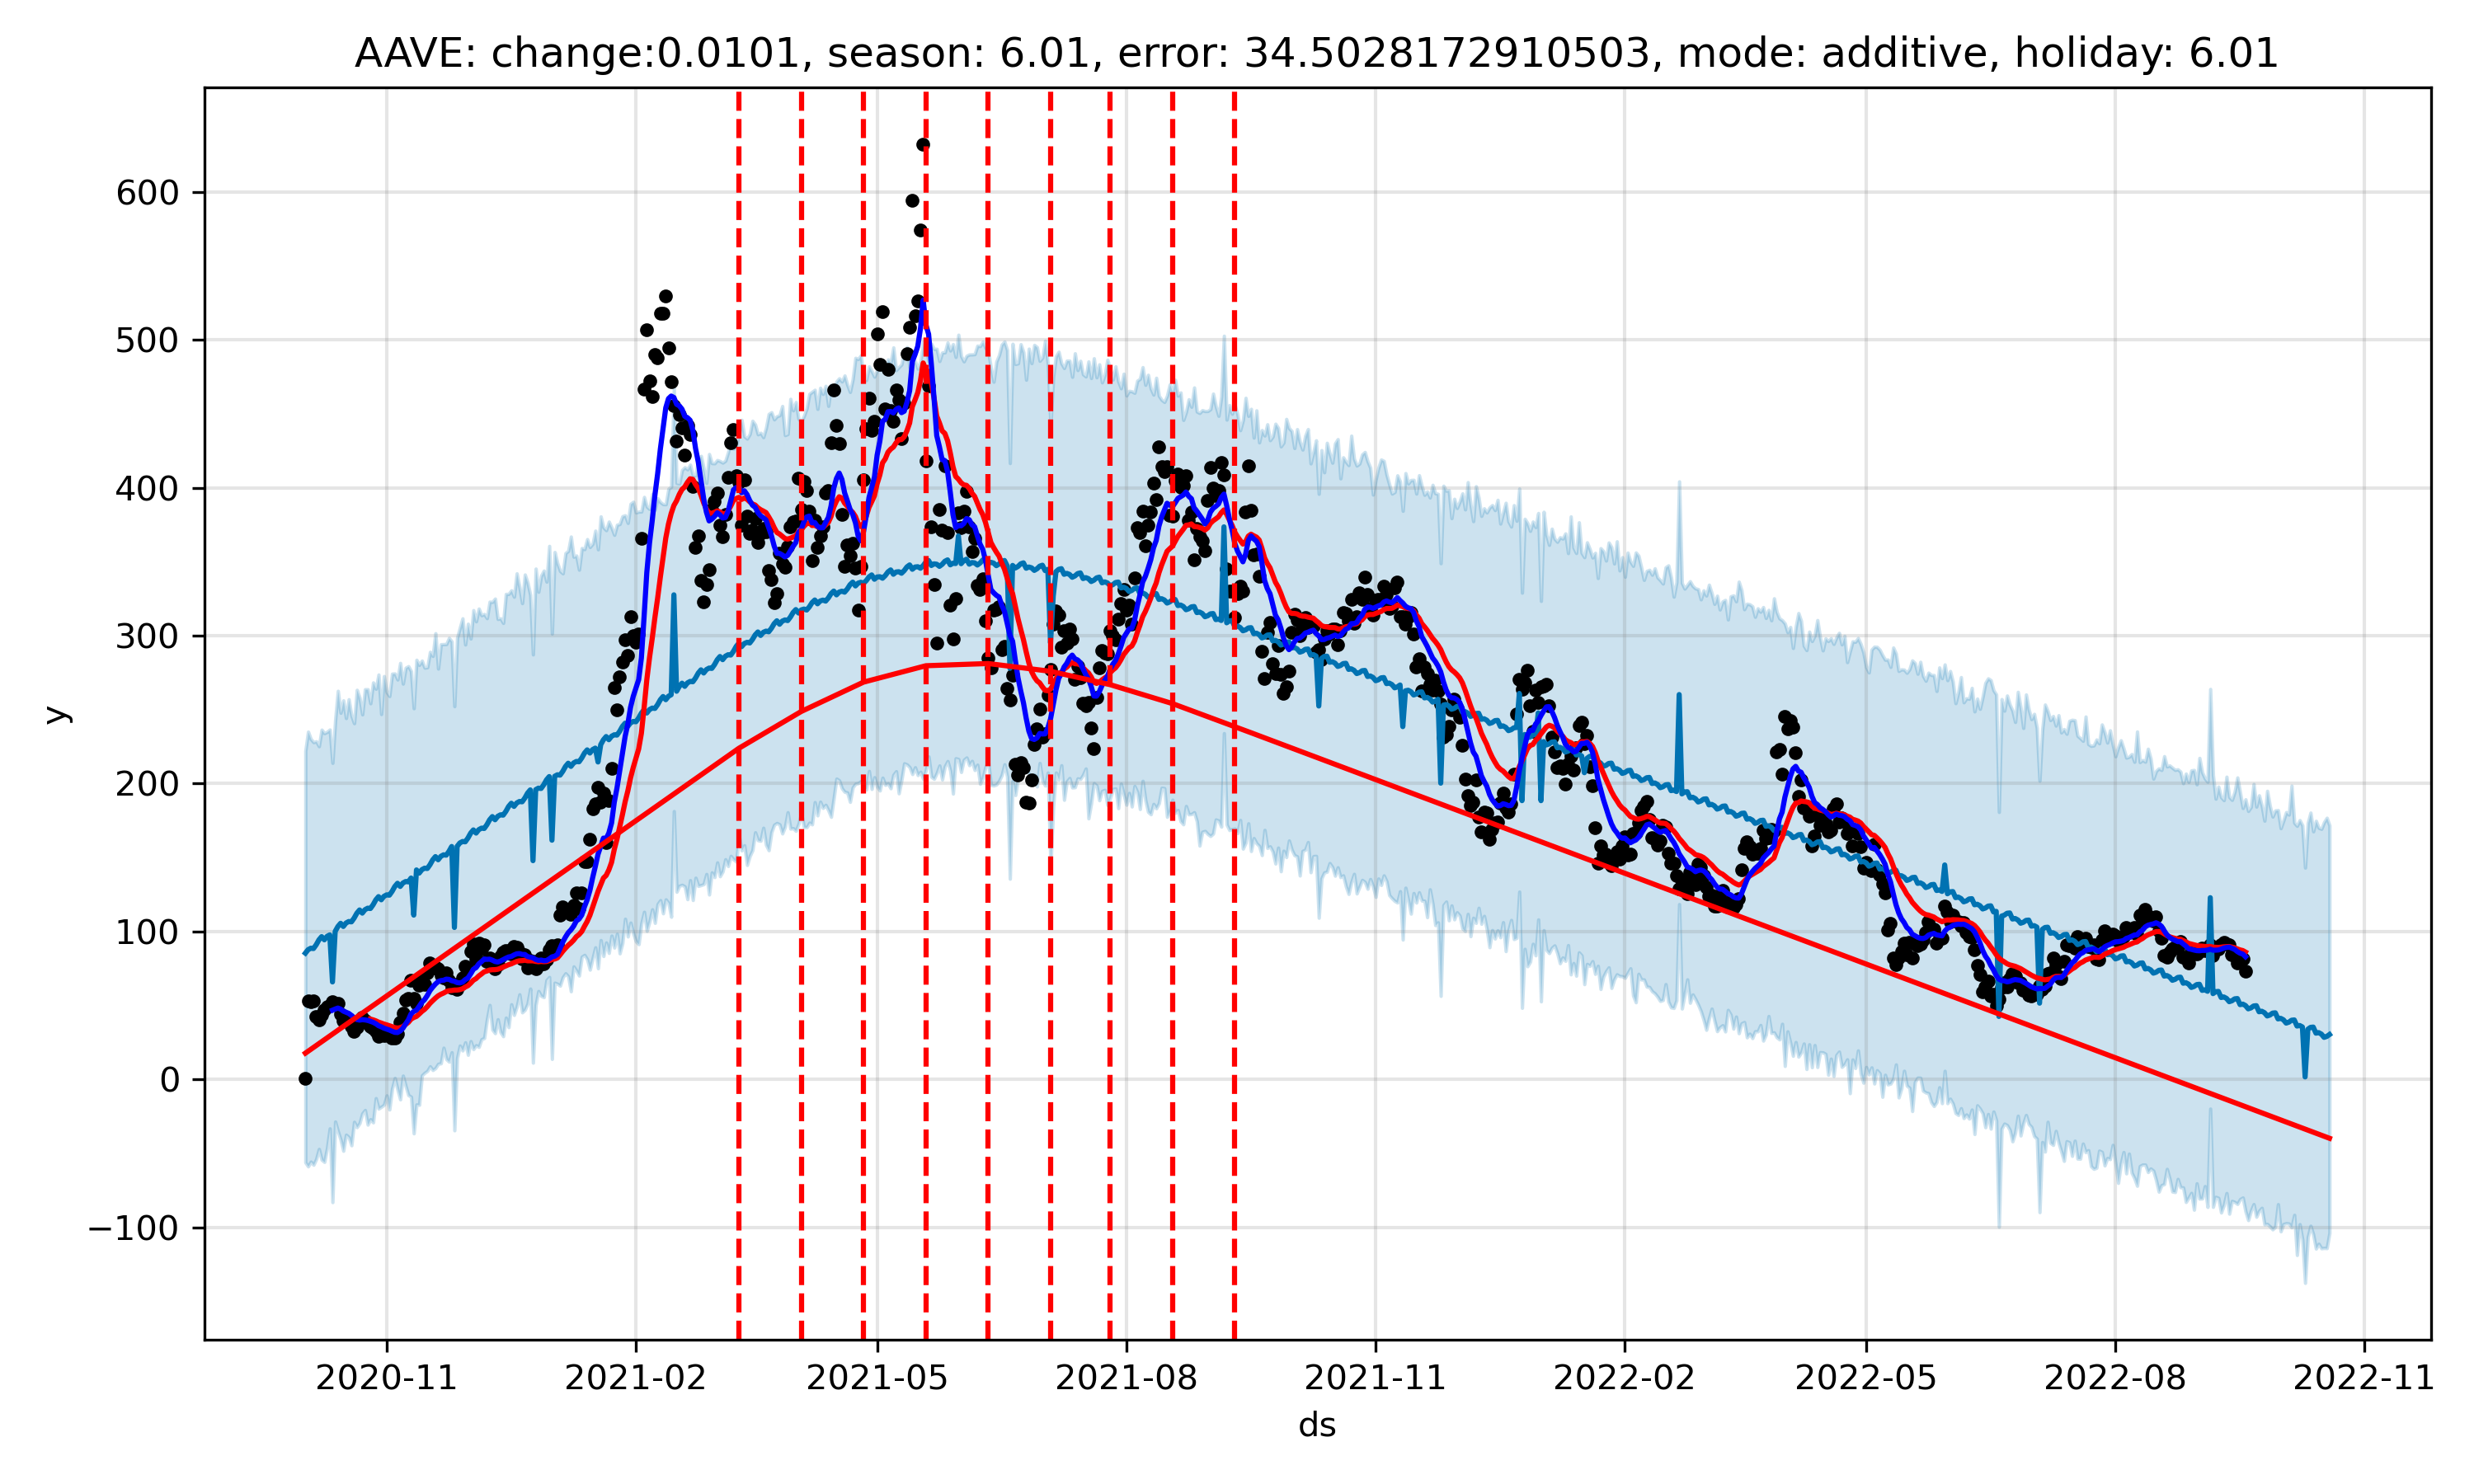 AAVE: change:0.0101, season: 6.01, error: 34.5028172910503, mode: additive, holiday: 6.01
600
500
400
300
200
100
0
−100
y
2020-11 2021-02 2021-05 2021-08 2021-11 2022-02 2022-05 2022-08 2022-11
ds